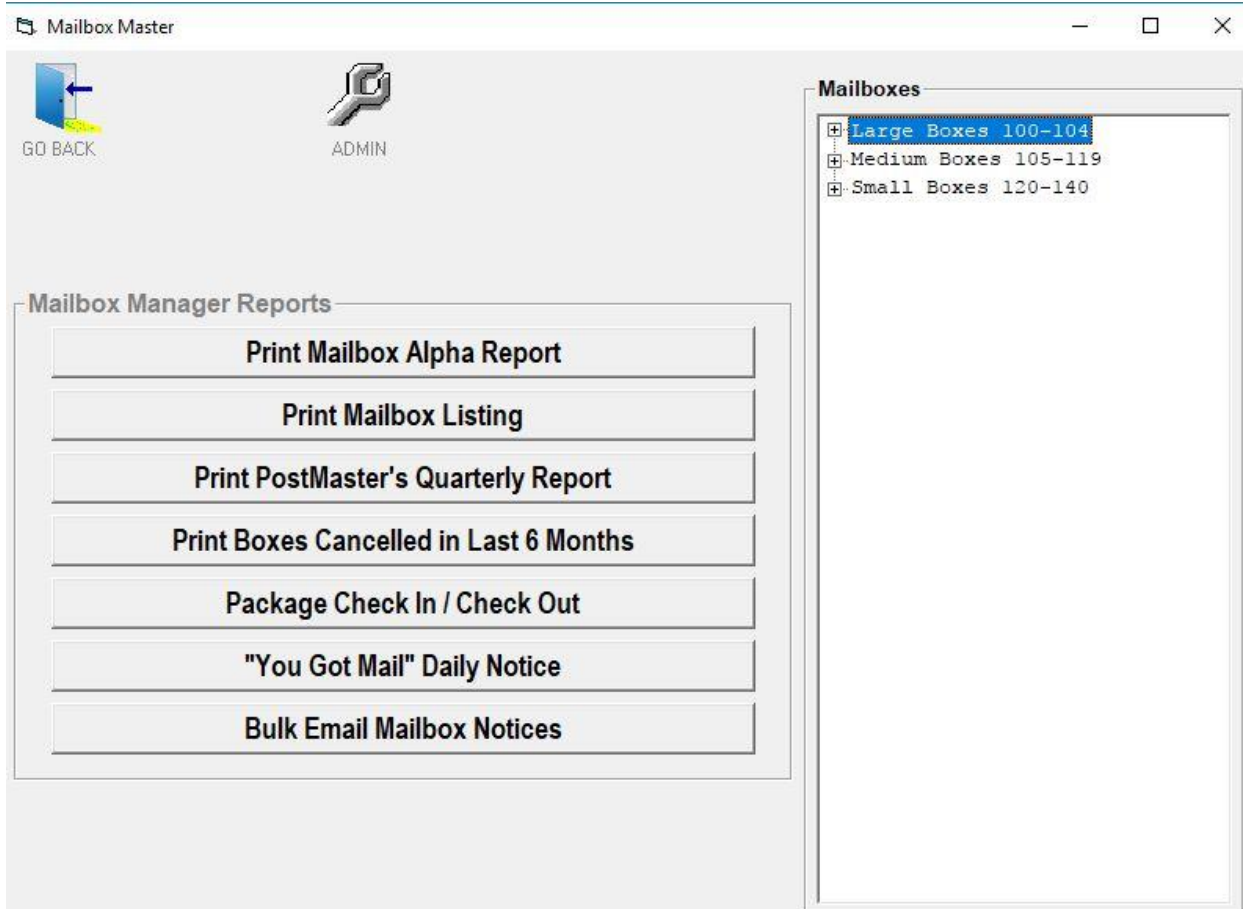 Mailbox Master
GO BACK
ADMIN
Mailboxes
Large Boxes 100-104
Medium Boxes 105-119
Small Boxes 120-140
Mailbox Manager Reports
Print Mailbox Alpha Report
Print Mailbox Listing
Print PostMaster's Quarterly Report
Print Boxes Cancelled in Last 6 Months
Package Check In / Check Out
"You Got Mail" Daily Notice
Bulk Email Mailbox Notices